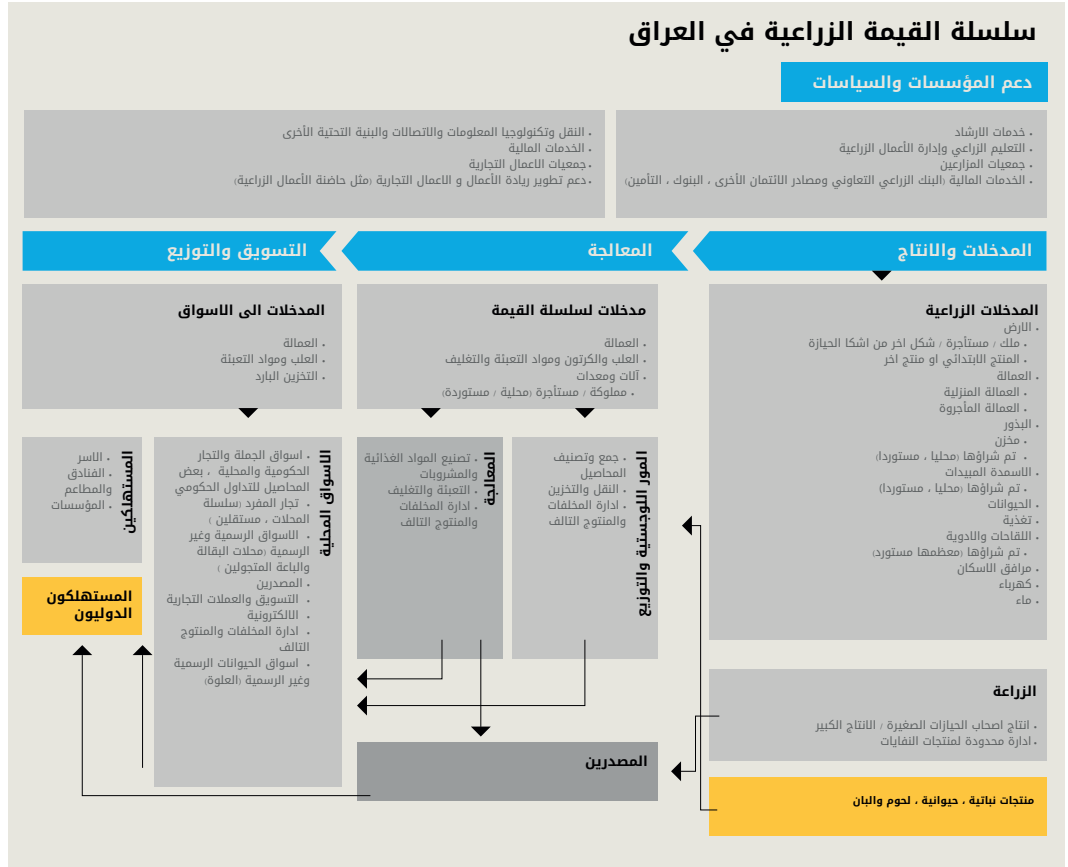 سلسلة القيمة الزراعية في العراق
دعم المؤسسات والسياسات
• خدمات الارشاد
• التعليم الزراعي وإدارة الأعمال الزراعية
• جمعيات المزارعين
• الخدمات المالية (البنك الزراعي التعاوني ومصادر الائتمان الأخرى ، البنوك ، التأمين)
• النقل وتكنولوجيا المعلومات والاتصالات والبنية التحتية الأخرى
• الخدمات المالية
• جمعيات الاعمال التجارية
• دعم تطوير ريادة الأعمال و الاعمال التجارية (مثل حاضنة الأعمال الزراعية)
المدخلات والانتاج
المعالجة
التسويق والتوزيع
المدخلات الزراعية
• الارض
• ملك / مستأجرة / شكل اخر من اشكا الحيازة
• المنتج الابتدائي او منتج اخر
• العمالة
• العمالة المنزلية
• العمالة المأجروة
• البذور
• مخزن
• تم شراؤها (محليا ، مستوردا)
• الاسمدة المبيدات
• تم شراؤها (محليا ، مستوردا)
• الحيوانات
• تغذية
• اللقاحات والادوية
• تم شراؤها (معظمها مستورد)
• مرافق الاسكان
• كهرباء
• ماء
الزراعة
• انتاج اصحاب الحيازات الصغيرة / الانتاج الكبير
• ادارة محدودة لمنتجات النفايات
منتجات نباتية ، حيوانية ، لحوم والبان
مدخلات لسلسلة القيمة
• العمالة
• العلب والكرتون ومواد التعبئة والتغليف
• آلات ومعدات
• مملوكة / مستأجرة (محلية / مستوردة)
المور اللوجستية والتوزيع
• جمع وتصنيف
المحاصيل
• النقل والتخزين
• ادارة المخلفات
والمنتوج التالف
المعالجة
• تصنيع المواد الغذائية
والمشروبات
• التعبئة والتغليف
• ادارة المخلفات
والمنتوج التالف
المصدرين
المدخلات الى الاسواق
• العمالة
• العلب ومواد التعبئة
• التخزين البارد
الاسواق المحلية
• اسواق الجملة والتجار
الحكومية والمحلية ، بعض
المحاصيل للتداول الحكومي
• تجار المفرد (سلسلة
المحلات ، مستقلين )
• الاسواق الرسمية وغير
الرسمية (محلات البقالة
والباعة المتجولين )
• المصدرين
• التسويق والعملات التجارية
• الالكترونية
• ادارة المخلفات والمنتوج
التالف
• اسواق الحيوانات الرسمية
وغير الرسمية (العلوة)
المستهلكين
• الاسر
• الفنادق
والمطاعم
• المؤسسات
المستهلكون
الدوليون